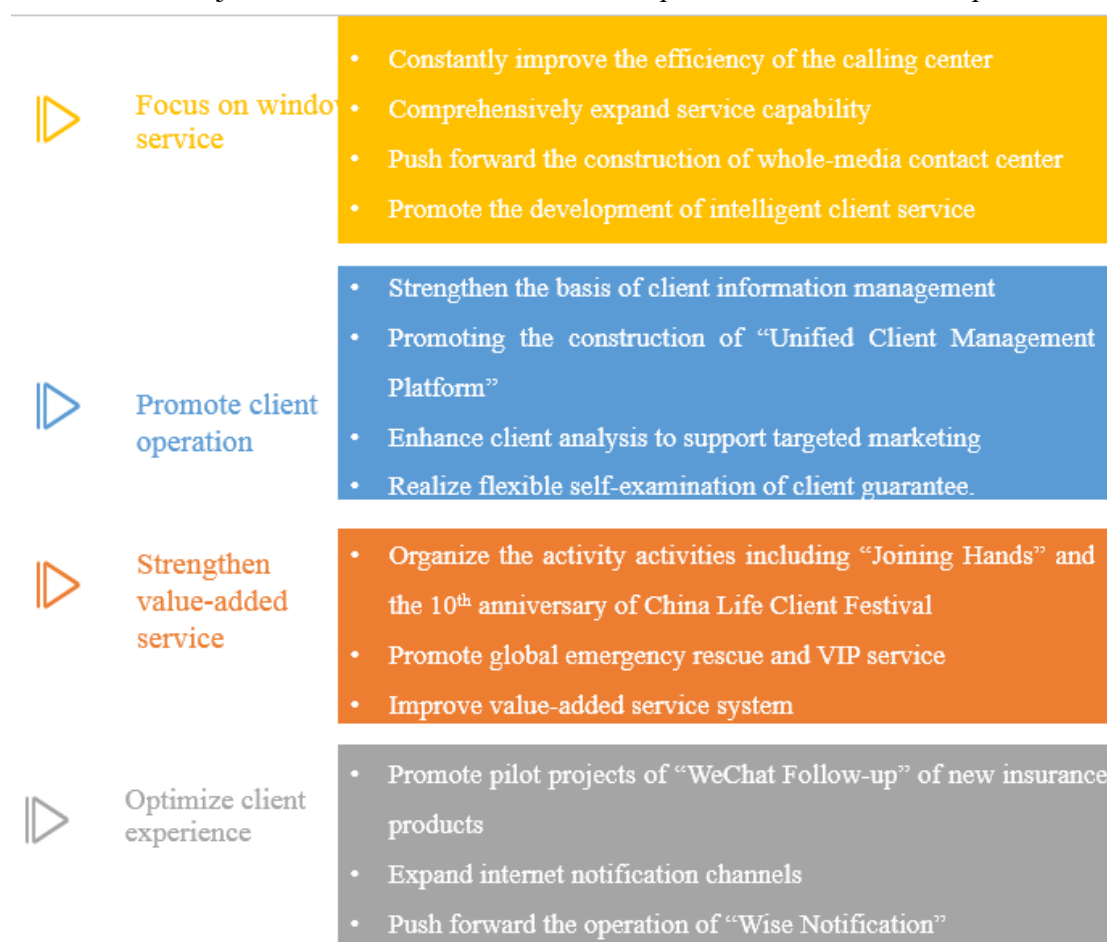 Focus on window
service
• Constantly improve the efficiency of the calling center
• Comprehensively expand service capability
• Push forward the construction of whole-media contact center
• Promote the development of intelligent client service
Promote client
operation
• Strengthen the basis of client information management
• Promoting the construction of “Unified Client Management
Platform”
• Enhance client analysis to support targeted marketing
• Realize flexible self-examination of client guarantee.
Strengthen
value-added
service
• Organize the activity activities including “Joining Hands” and
the 10th anniversary of China Life Client Festival
• Promote global emergency rescue and VIP service
• Improve value-added service system
Optimize client
experience
• Promote pilot projects of “WeChat Follow-up” of new insurance
products
• Expand internet notification channels
• Push forward the operation of “Wise Notification”